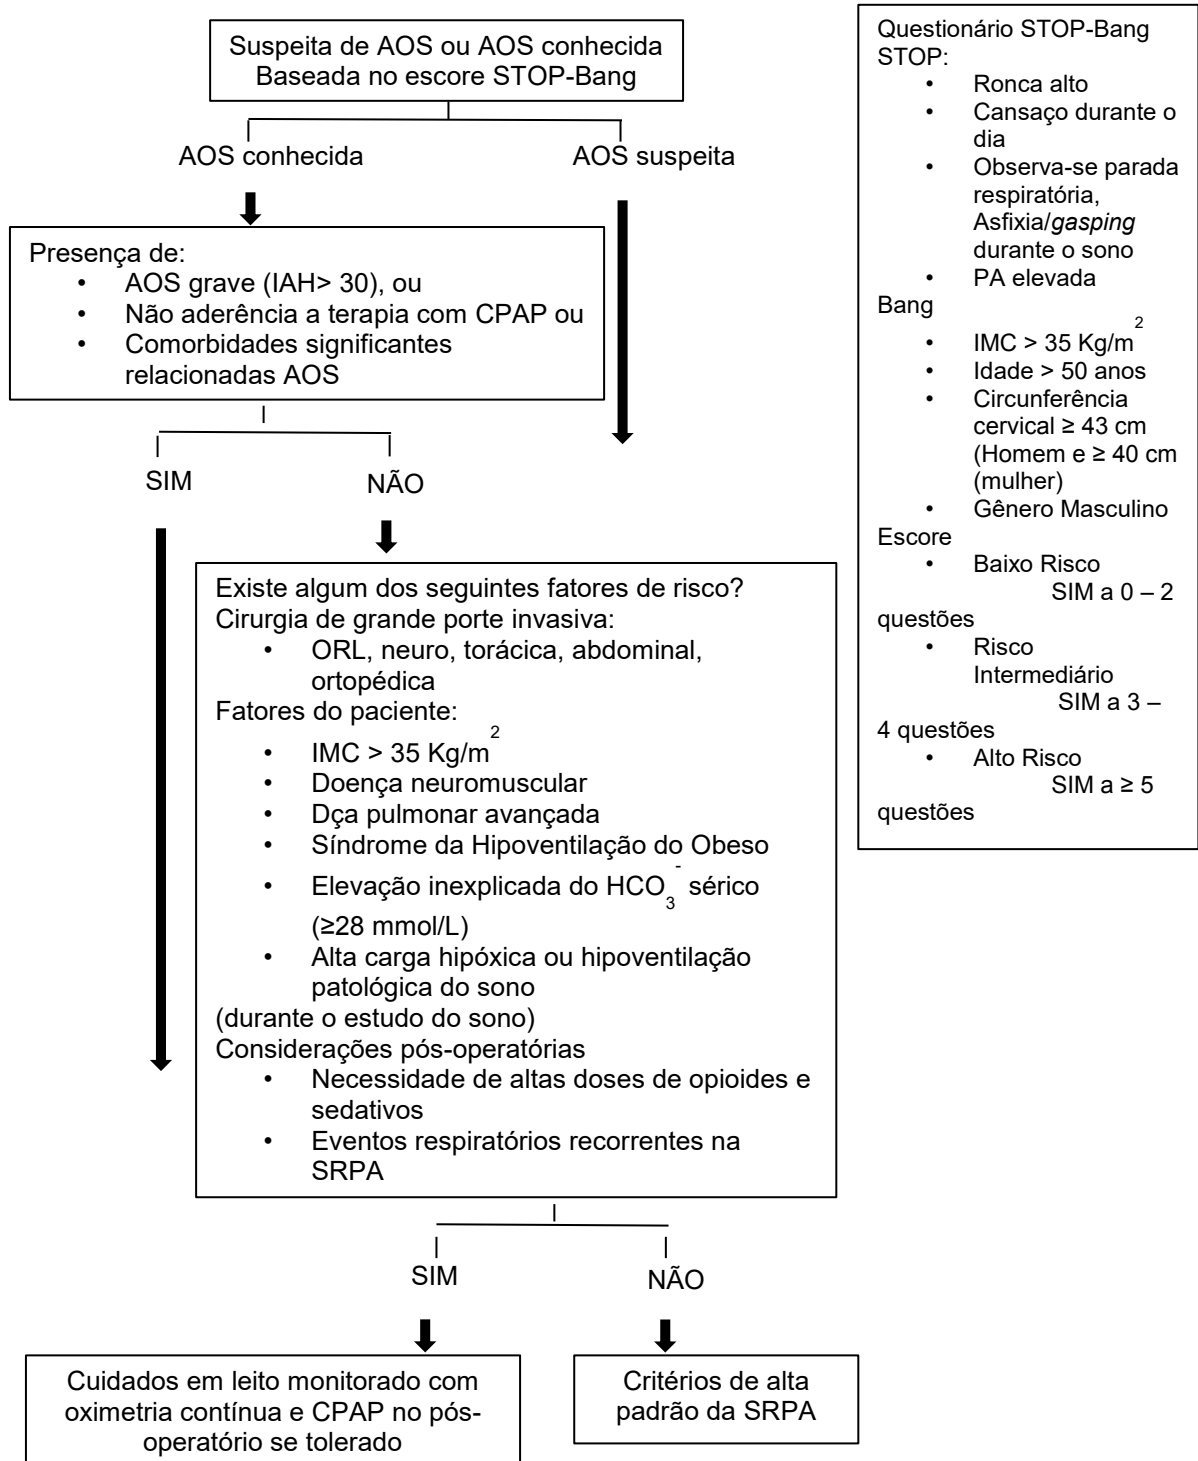 Suspeita de AOS ou AOS conhecida
Baseada no escore STOP-Bang
AOS conhecida
AOS suspeita
Presença de:
• AOS grave (IAH> 30), ou
• Não aderência a terapia com CPAP ou
• Comorbidades significantes
relacionadas AOS
SIM
NÃO
Existe algum dos seguintes fatores de risco?
Cirurgia de grande porte invasiva:
• ORL, neuro, torácica, abdominal,
ortopédica
Fatores do paciente:
• IMC > 35 Kg/m²
• Doença neuromuscular
• Dça pulmonar avançada
• Síndrome da Hipoventilação do Obeso
• Elevação inexplicada do HCO₃⁻ sérico
(≥28 mmol/L)
• Alta carga hipóxica ou hipoventilação
patológica do sono
(durante o estudo do sono)
Considerações pós-operatórias
• Necessidade de altas doses de opioides e
sedativos
• Eventos respiratórios recorrentes na
SRPA
SIM
NÃO
Cuidados em leito monitorado com
oximetria contínua e CPAP no pós-
operatório se tolerado
Critérios de alta
padrão da SRPA
Questionário STOP-Bang
STOP:
• Ronca alto
• Cansaço durante o
dia
• Observa-se parada
respiratória,
Asfixia/gasping
durante o sono
• PA elevada
Bang
• IMC > 35 Kg/m²
• Idade > 50 anos
• Circunferência
cervical ≥ 43 cm
(Homem e ≥ 40 cm
(mulher)
• Gênero Masculino
Escore
• Baixo Risco
SIM a 0 – 2
questões
• Risco
Intermediário
SIM a 3 –
4 questões
• Alto Risco
SIM a ≥ 5
questões